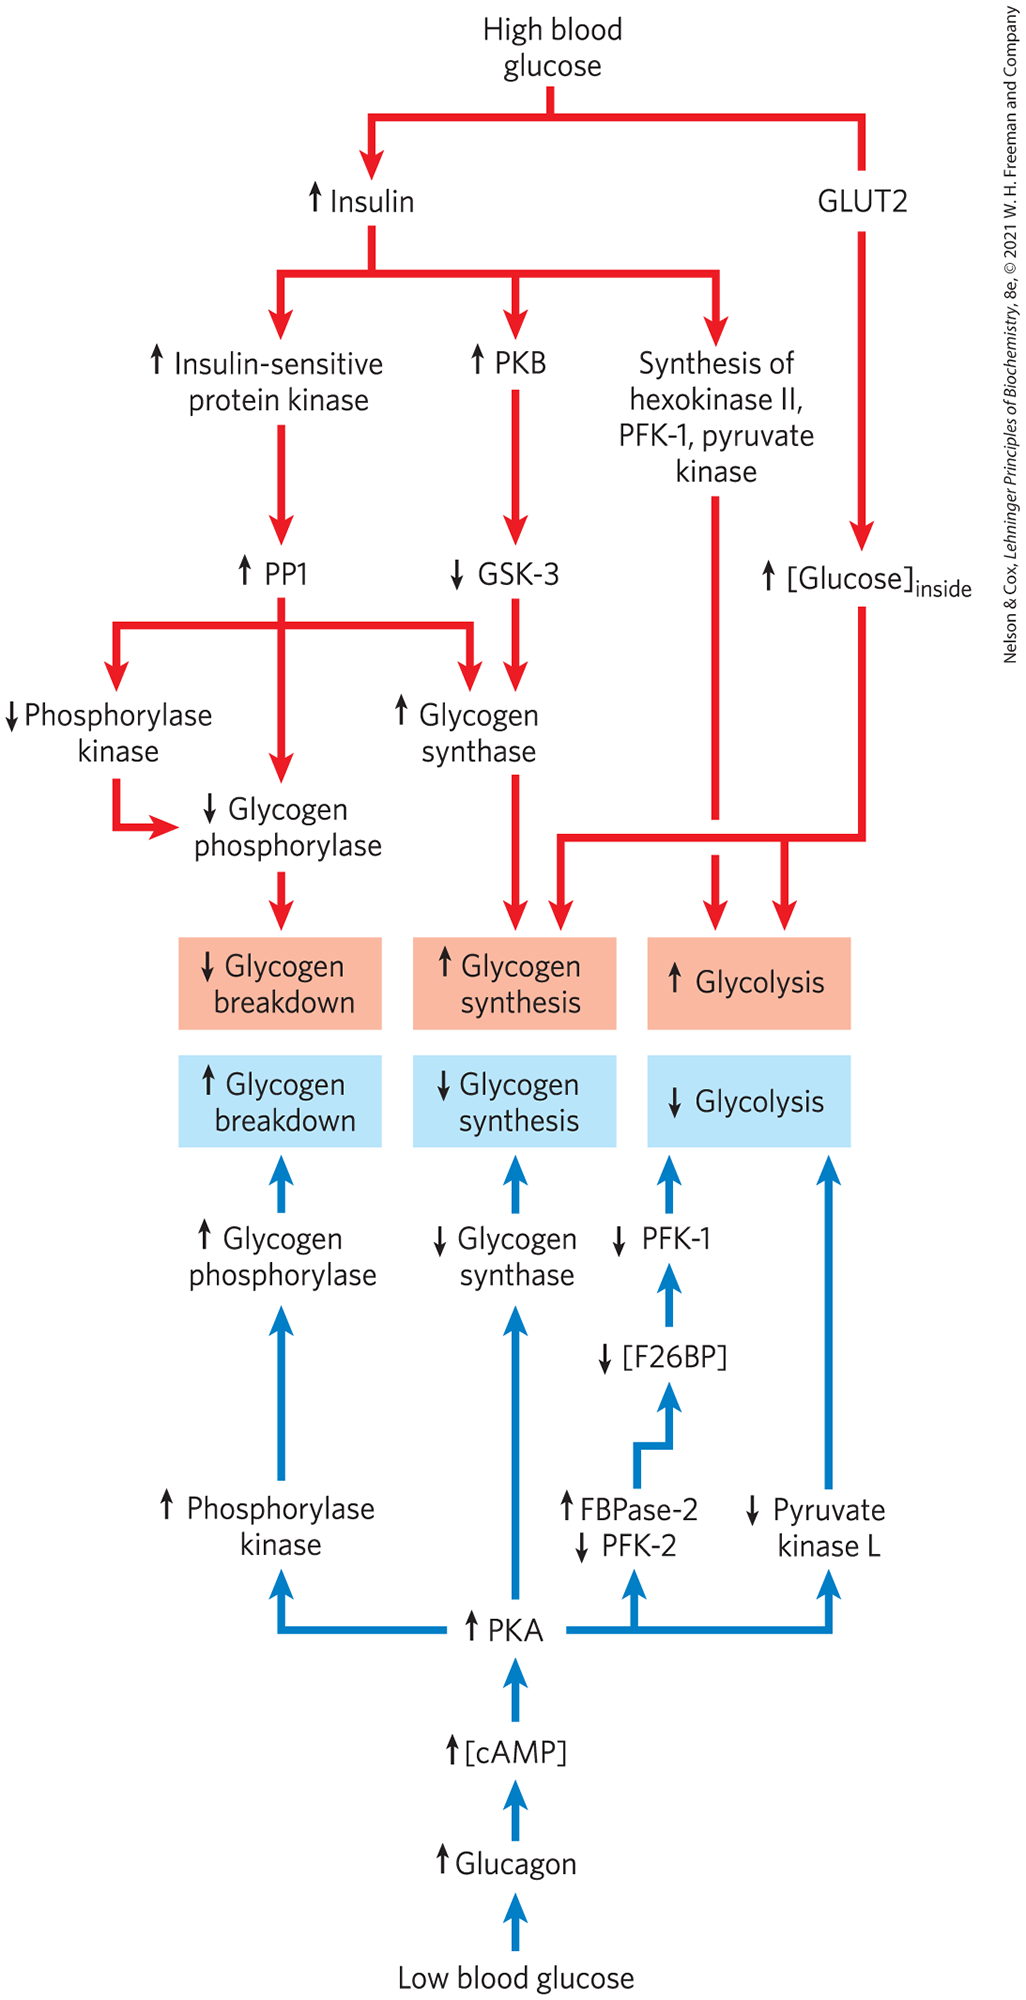 High blood
glucose
↑ Insulin
GLUT2
↑ Insulin-sensitive
protein kinase
↑ PKB
Synthesis of
hexokinase II,
PFK-1, pyruvate
kinase
↑ PP1
↓ GSK-3
↑ [Glucose]inside
↓ Phosphorylase
kinase
↑ Glycogen
synthase
↓ Glycogen
phosphorylase
↓ Glycogen
breakdown
↑ Glycogen
synthesis
↑ Glycolysis
↑ Glycogen
breakdown
↓ Glycogen
synthesis
↓ Glycolysis
↑ Glycogen
phosphorylase
↓ Glycogen
synthase
↓ PFK-1
↓ [F26BP]
↑ Phosphorylase
kinase
↑ FBPase-2
↓ PFK-2
↓ Pyruvate
kinase L
↑ PKA
↑ [cAMP]
↑ Glucagon
Low blood glucose
Nelson & Cox, Lehninger Principles of Biochemistry, 8e, © 2021 W. H. Freeman and Company